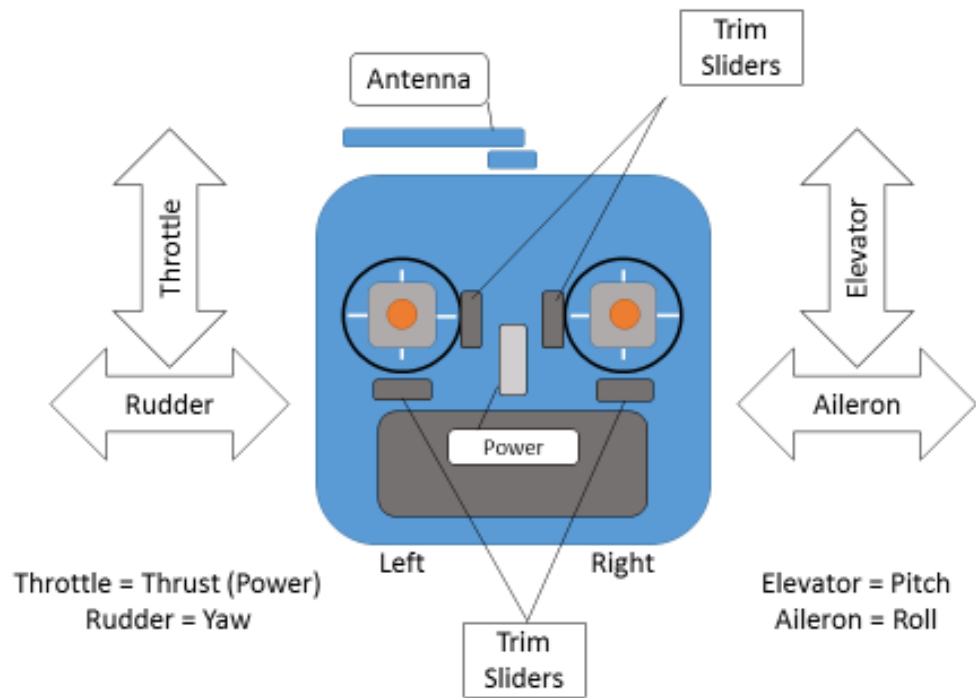 Trim
Sliders
Antenna
Throttle
Elevator
Rudder
Aileron
Power
Left
Right
Throttle = Thrust (Power)
Rudder = Yaw
Elevator = Pitch
Aileron = Roll
Trim
Sliders